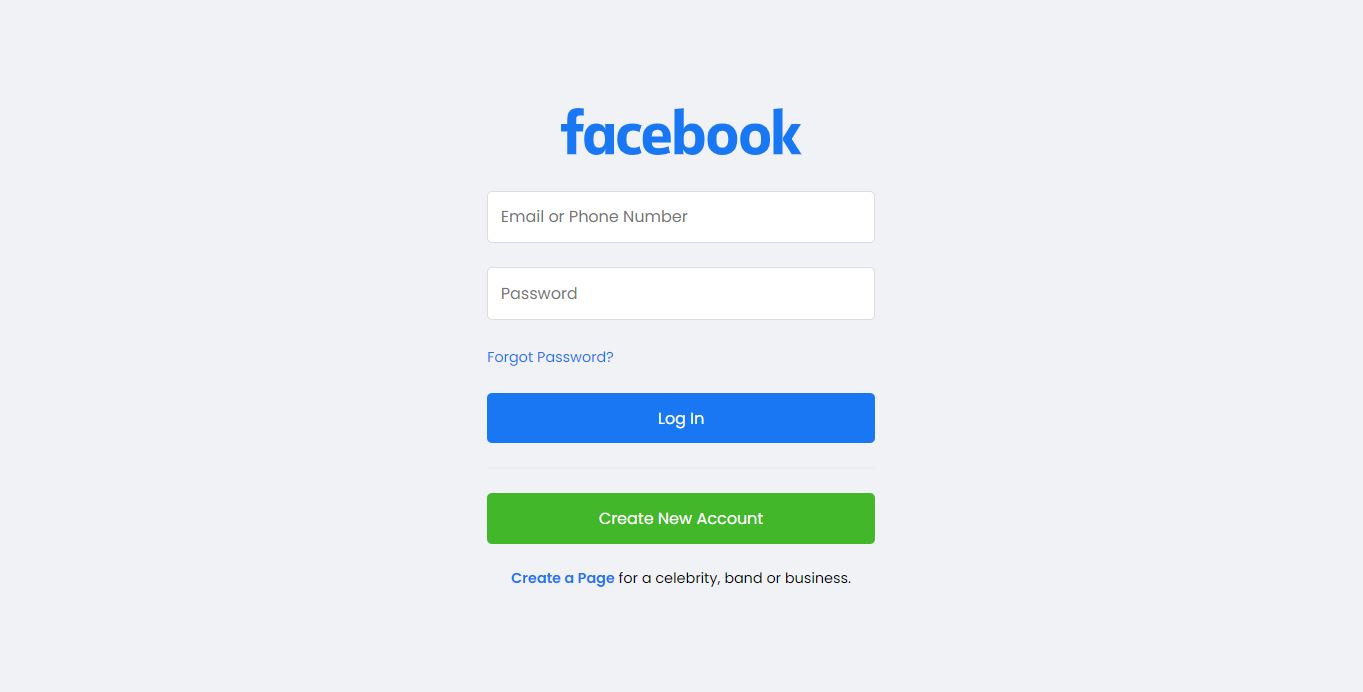 facebook
Email or Phone Number
Password
Forgot Password?
Log In
Create New Account
Create a Page for a celebrity, band or business.